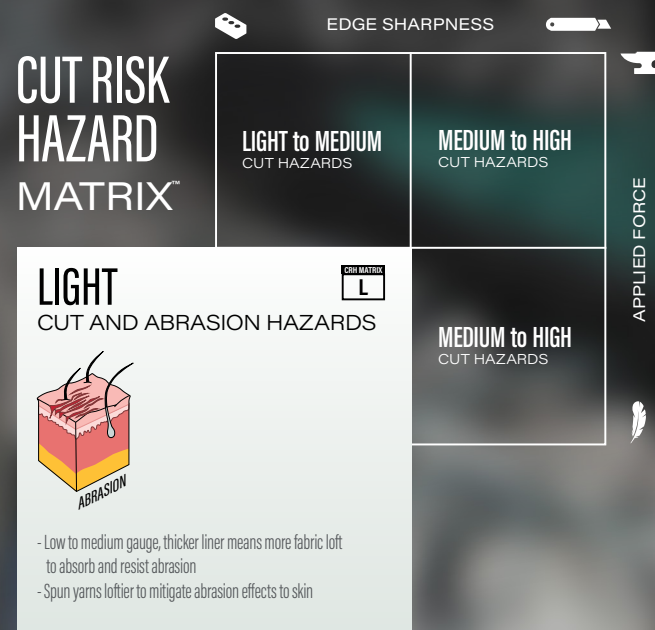 EDGE SHARPNESS
CUT RISK
HAZARD
MATRIX™
LIGHT to MEDIUM
CUT HAZARDS
MEDIUM to HIGH
CUT HAZARDS
APPLIED FORCE
LIGHT
CUT AND ABRASION HAZARDS
CRH MATRIX
L
MEDIUM to HIGH
CUT HAZARDS
ABRASION
- Low to medium gauge, thicker liner means more fabric loft
to absorb and resist abrasion
- Spun yarns loftier to mitigate abrasion effects to skin